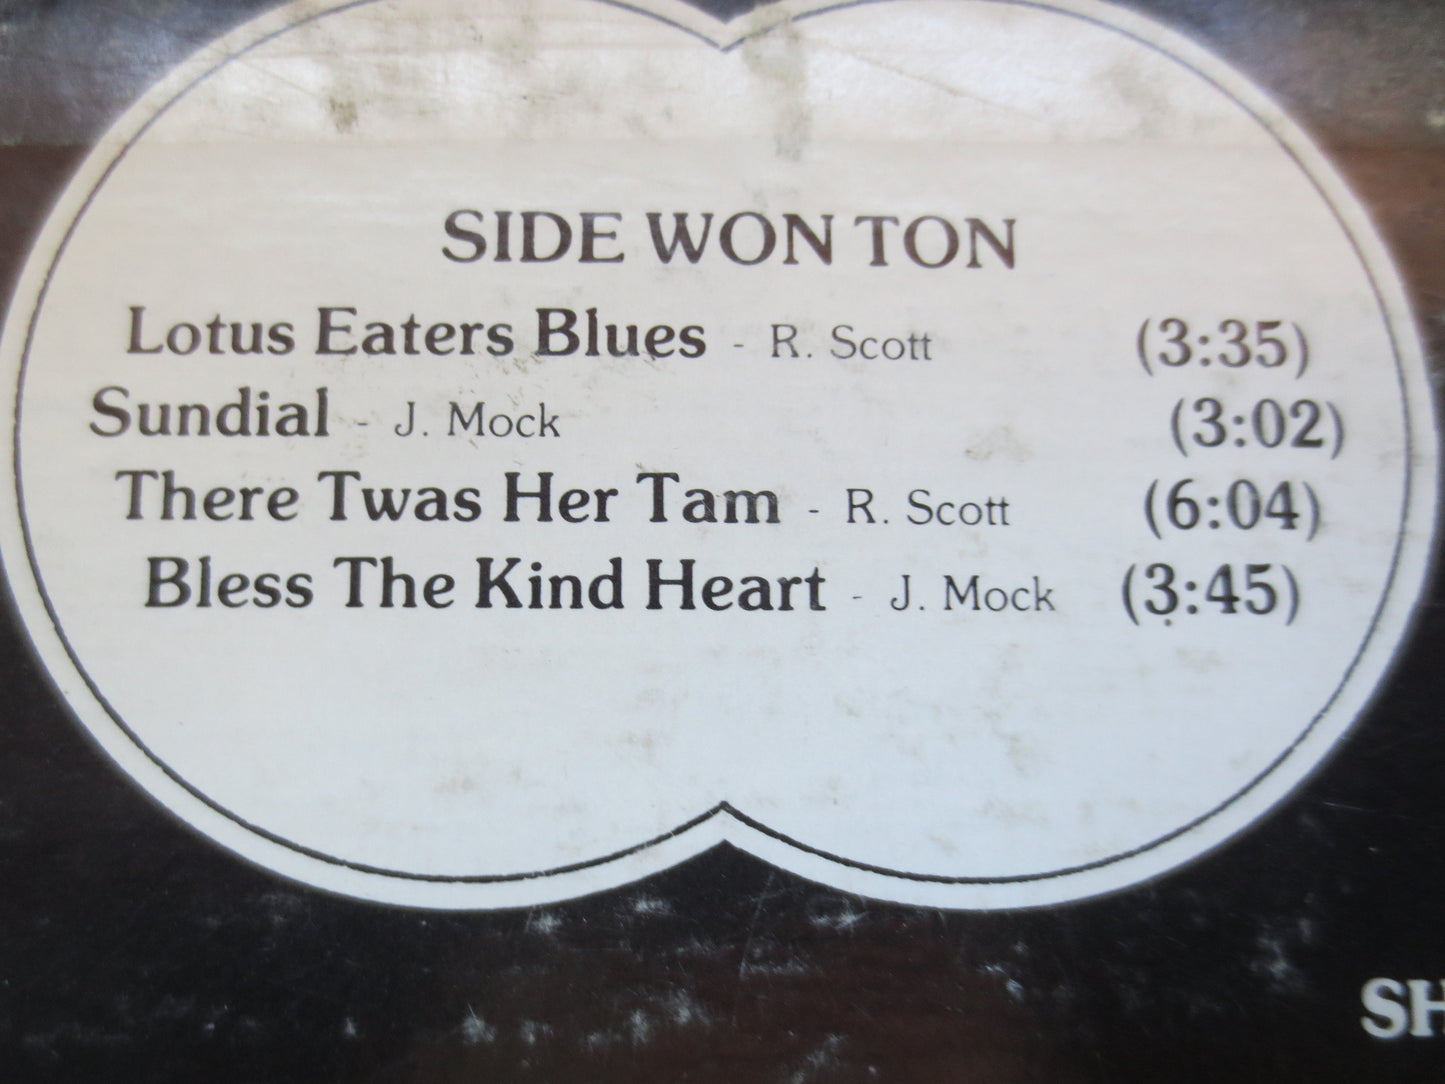 SIDE WON TON
Lotus Eaters Blues - R. Scott (3:35)
Sundial - J. Mock (3:02)
There Twas Her Tam - R. Scott (6:04)
Bless The Kind Heart - J. Mock (3:45)